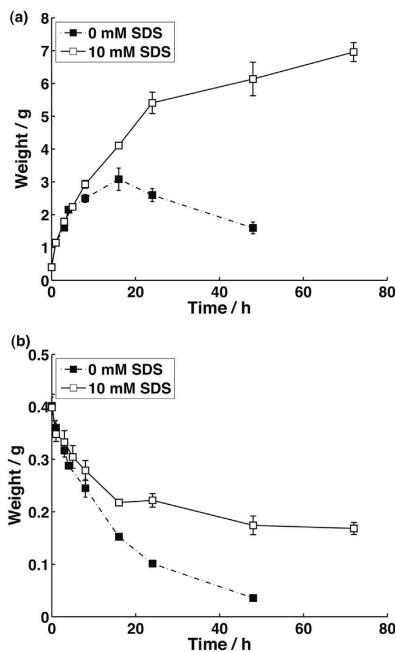 (a)
8
7
6
5
4
3
2
1
0
Weight / g
0 mM SDS
10 mM SDS
0 20 40 60 80
Time / h
(b)
0.5
0.4
0.3
0.2
0.1
0
Weight / g
0 mM SDS
10 mM SDS
0 20 40 60 80
Time / h